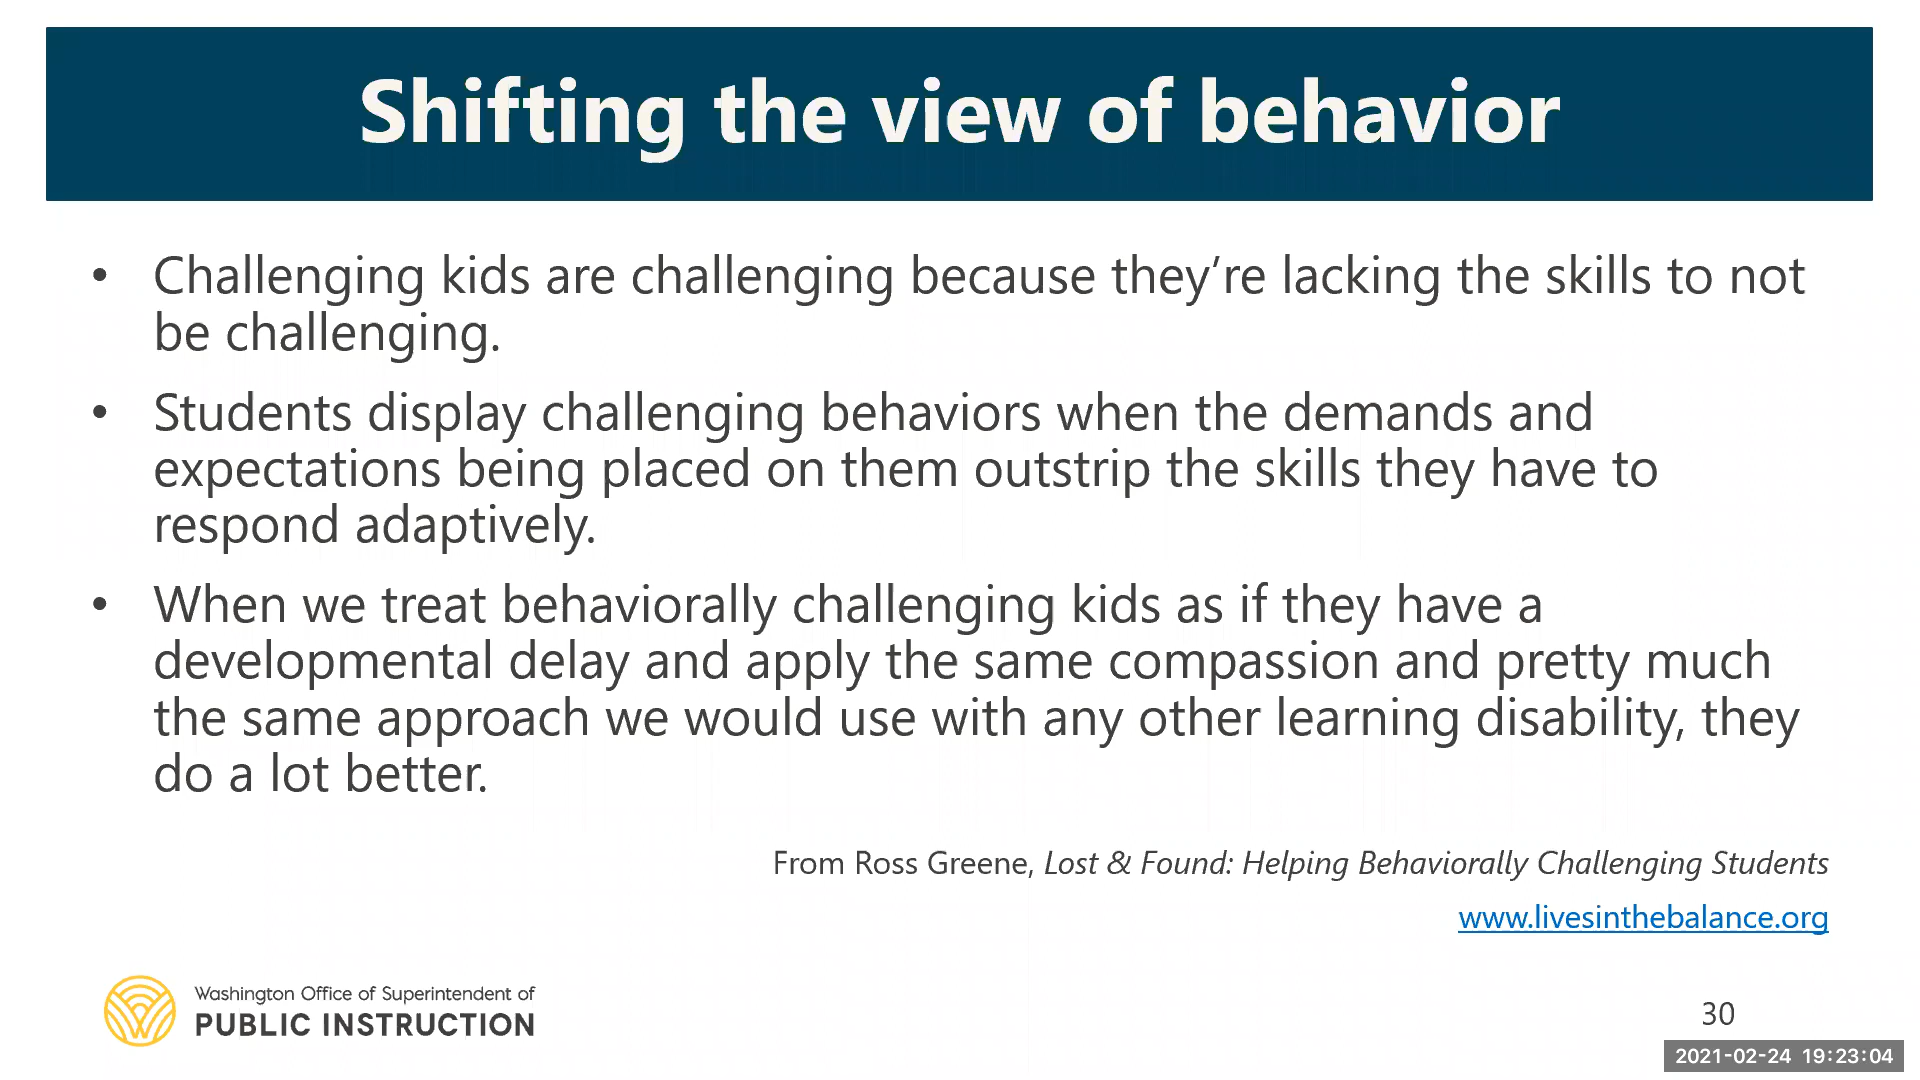 Shifting the view of behavior
• Challenging kids are challenging because they’re lacking the skills to not
be challenging.
• Students display challenging behaviors when the demands and
expectations being placed on them outstrip the skills they have to
respond adaptively.
• When we treat behaviorally challenging kids as if they have a
developmental delay and apply the same compassion and pretty much
the same approach we would use with any other learning disability, they
do a lot better.
From Ross Greene, Lost & Found: Helping Behaviorally Challenging Students
www.livesinthebalance.org
Washington Office of Superintendent of
PUBLIC INSTRUCTION
30
2021-02-24 19:23:04